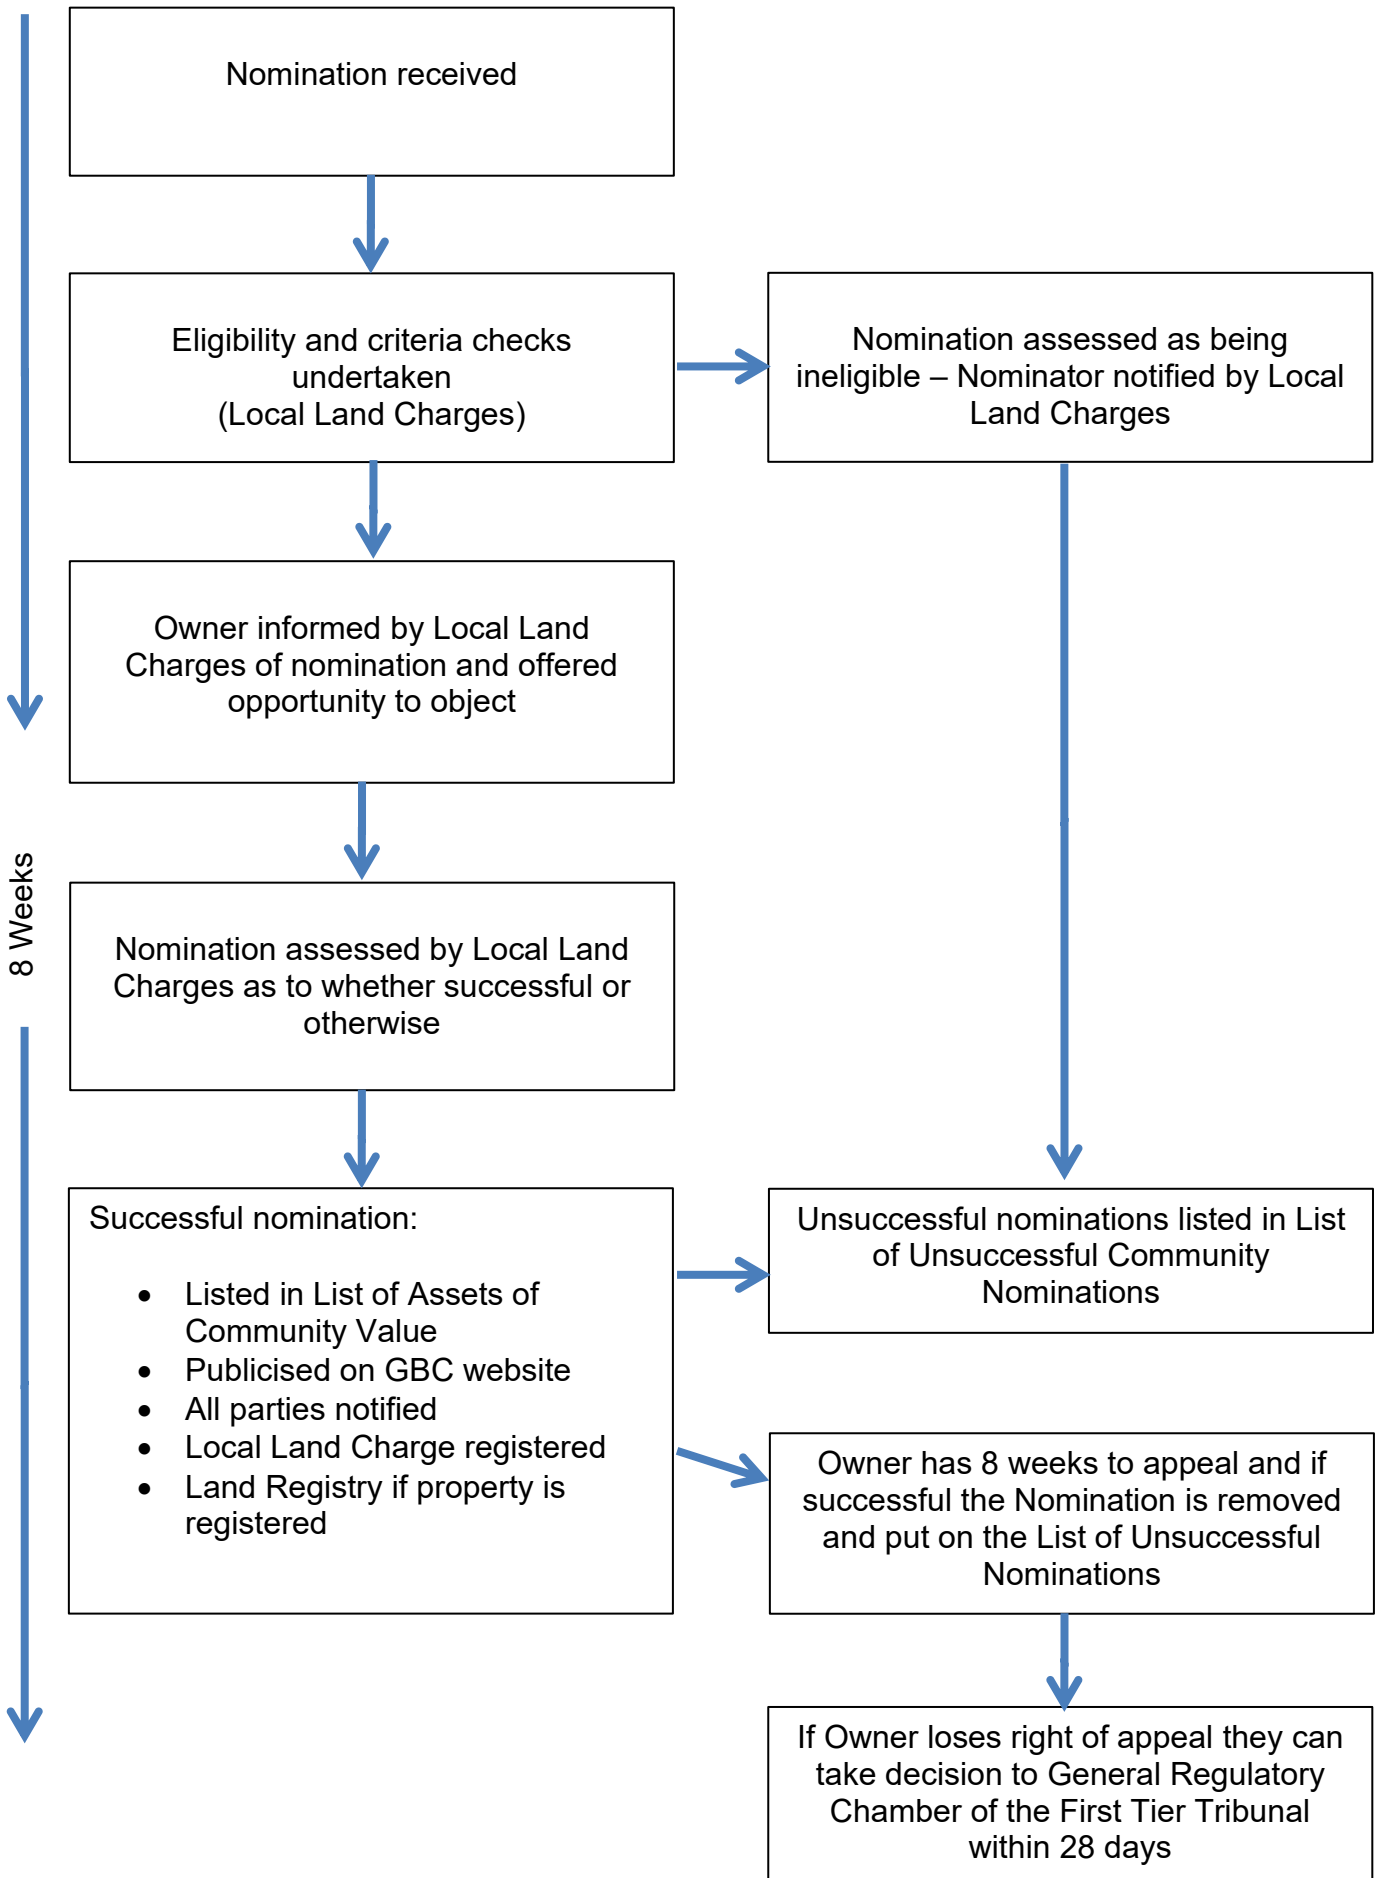 Nomination received
Eligibility and criteria checks
undertaken
(Local Land Charges)
Nomination assessed as being
ineligible – Nominator notified by Local
Land Charges
Owner informed by Local Land
Charges of nomination and offered
opportunity to object
8 Weeks
Nomination assessed by Local Land
Charges as to whether successful or
otherwise
Successful nomination:
• Listed in List of Assets of
Community Value
• Publicised on GBC website
• All parties notified
• Local Land Charge registered
• Land Registry if property is
registered
Unsuccessful nominations listed in List
of Unsuccessful Community
Nominations
Owner has 8 weeks to appeal and if
successful the Nomination is removed
and put on the List of Unsuccessful
Nominations
If Owner loses right of appeal they can
take decision to General Regulatory
Chamber of the First Tier Tribunal
within 28 days